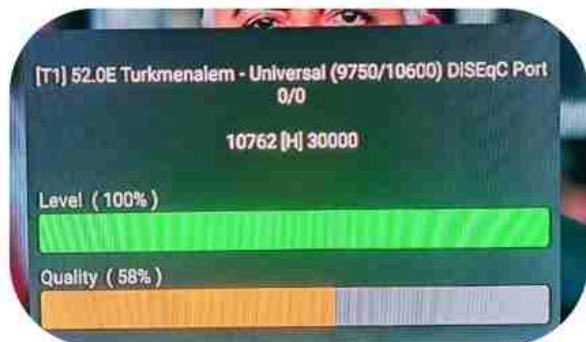 [T1] 52.0E Turkmenalem - Universal (9750/10600) DISEqC Port
0/0
10762 [H] 30000
Level ( 100% )
Quality ( 58% )